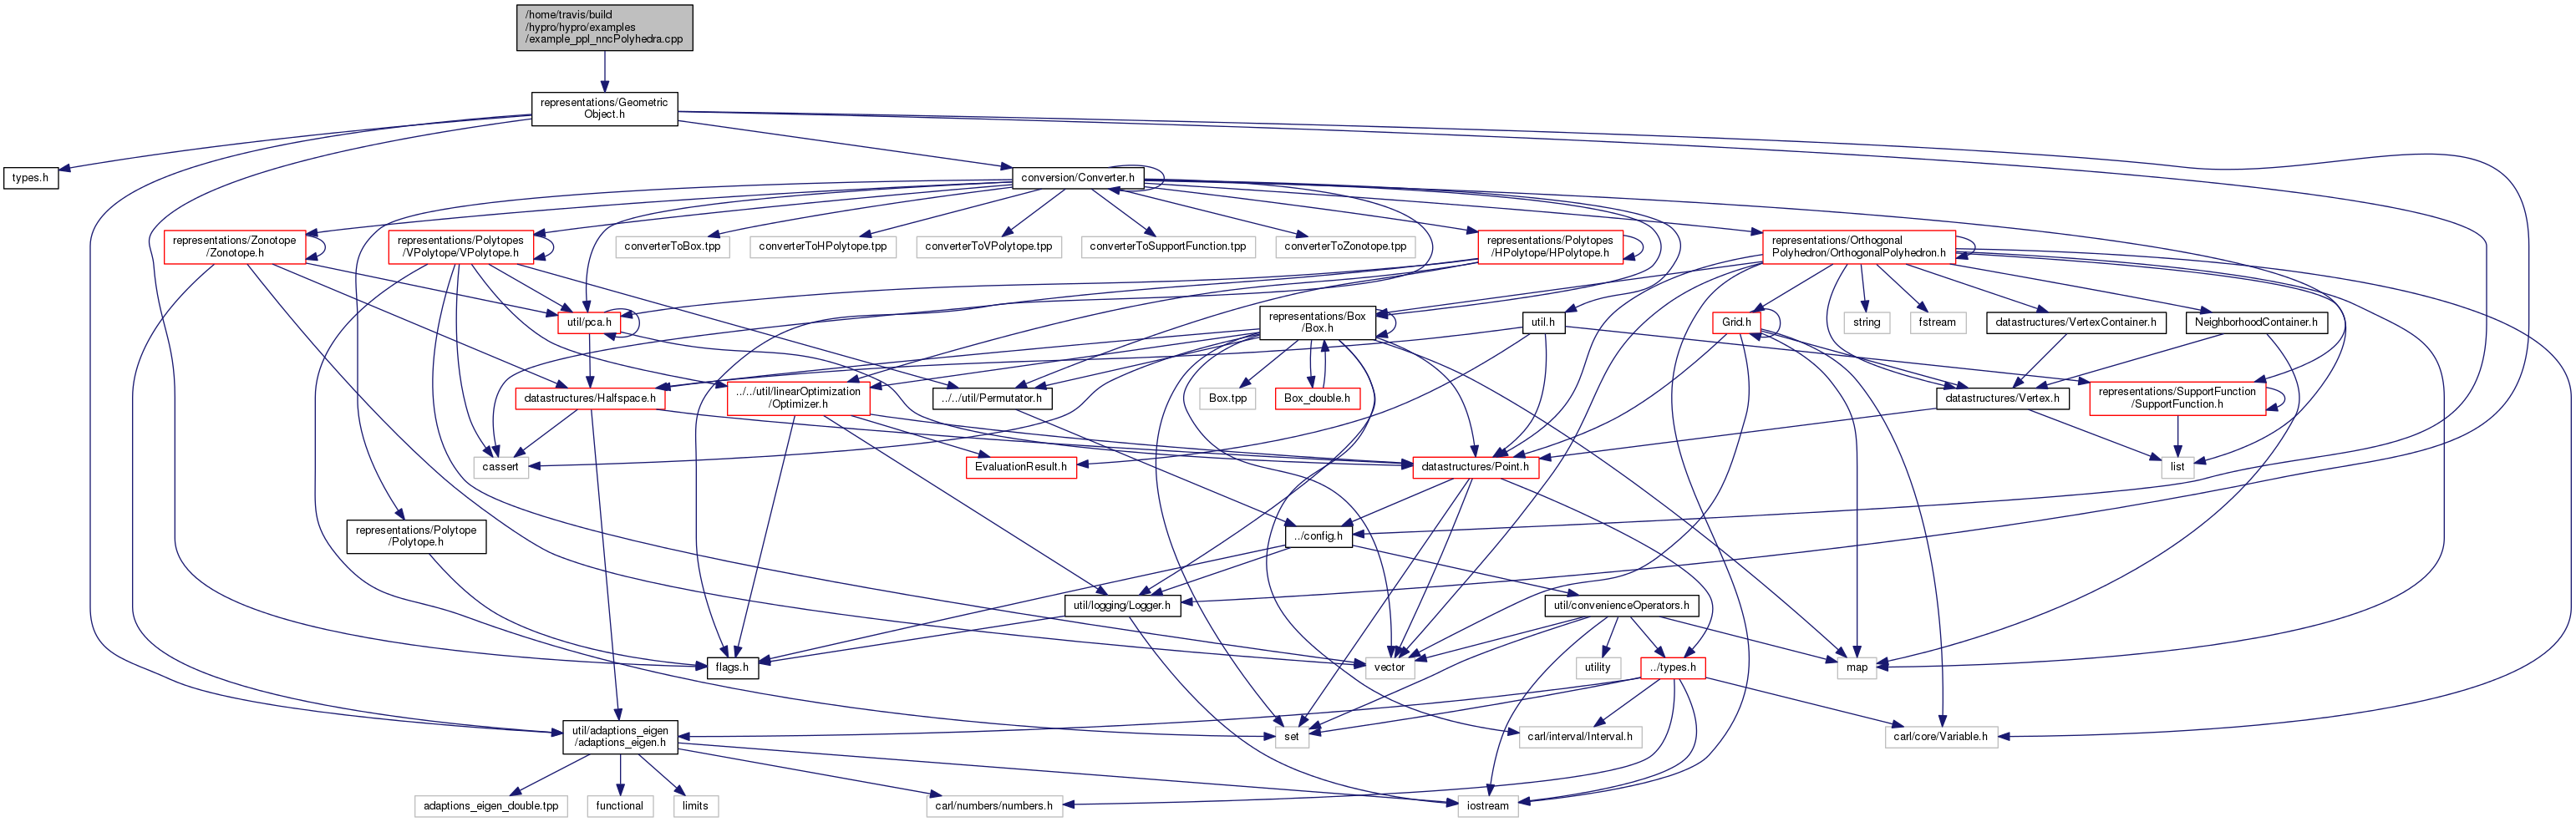 /home/travis/build
/hypro/hypro/examples
/example_ppl_nncPolyhedra.cpp
representations/Geometric
Object.h
types.h
conversion/Converter.h
representations/Zonotope
/Zonotope.h
representations/Polytopes
/VPolytope/VPolytope.h
converterToBox.tpp
converterToHPolytope.tpp
converterToVPolytope.tpp
converterToSupportFunction.tpp
converterToZonotope.tpp
representations/Polytopes
/HPolytope/HPolytope.h
representations/Orthogonal
Polyhedron/OrthogonalPolyhedron.h
util/pca.h
representations/Box
/Box.h
util.h
Grid.h
string
fstream
datastructures/VertexContainer.h
NeighborhoodContainer.h
datastructures/Halfspace.h
../../util/linearOptimization
/Optimizer.h
../../util/Permutator.h
Box.tpp
Box_double.h
datastructures/Vertex.h
representations/SupportFunction
/SupportFunction.h
cassert
EvaluationResult.h
datastructures/Point.h
list
representations/Polytope
/Polytope.h
../config.h
util/logging/Logger.h
util/convenienceOperators.h
flags.h
vector
utility
../types.h
map
util/adaptions_eigen
/adaptions_eigen.h
set
carl/interval/Interval.h
carl/core/Variable.h
adaptions_eigen_double.tpp
functional
limits
carl/numbers/numbers.h
iostream